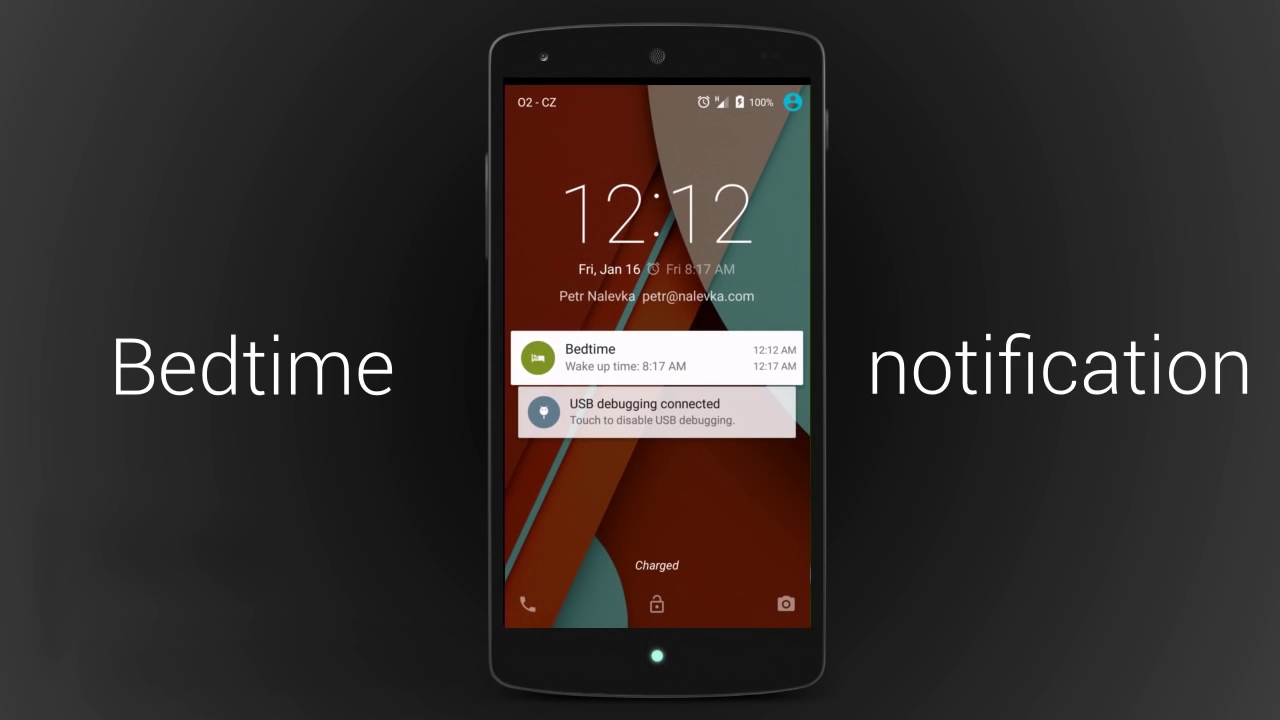 O2 - CZ
H
100%
12:12
Fri, Jan 16 Fri 8:17 AM
Petr Nalevka petr@nalevka.com
Bedtime notification
Bedtime 12:12 AM
Wake up time: 8:17 AM 12:17 AM
USB debugging connected
Touch to disable USB debugging.
Charged